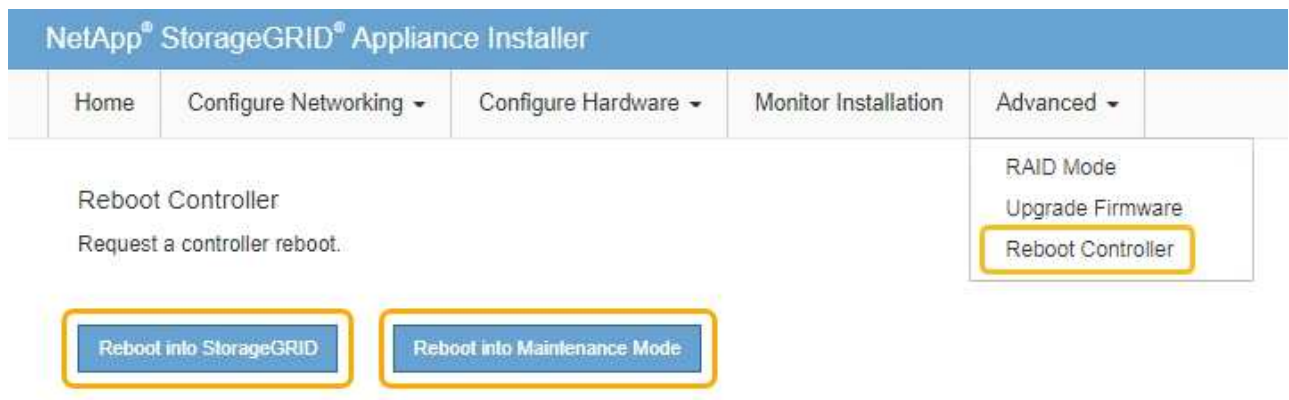 NetApp® StorageGRID® Appliance Installer
Home Configure Networking Configure Hardware Monitor Installation Advanced
RAID Mode
Upgrade Firmware
Reboot Controller
Reboot Controller
Request a controller reboot.
Reboot into StorageGRID Reboot into Maintenance Mode